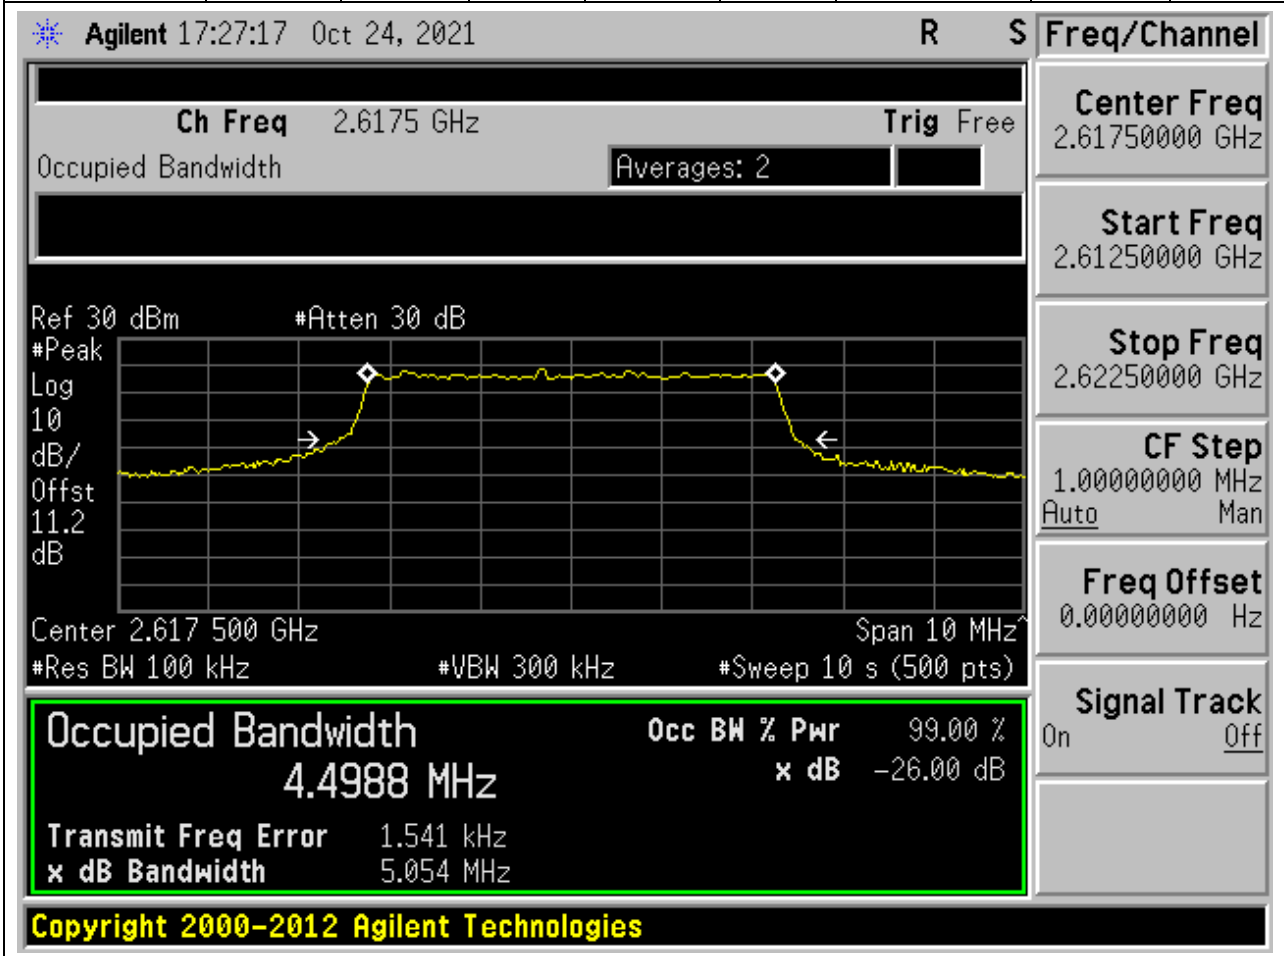 Agilent 17:27:17 Oct 24, 2021 R S
Freq/Channel
Ch Freq 2.6175 GHz Trig Free
Occupied Bandwidth Averages: 2
Center Freq
2.61750000 GHz
Start Freq
2.61250000 GHz
Stop Freq
2.62250000 GHz
CF Step
1.00000000 MHz
Auto Man
Freq Offset
0.00000000 Hz
Signal Track
On Off
Ref 30 dBm #Atten 30 dB
#Peak
Log
10
dB/
Offst
11.2
dB
Center 2.617 500 GHz Span 10 MHz^
#Res BW 100 kHz #VBW 300 kHz #Sweep 10 s (500 pts)
Occupied Bandwidth Occ BW % Pwr 99.00 %
4.4988 MHz x dB -26.00 dB
Transmit Freq Error 1.541 kHz
x dB Bandwidth 5.054 MHz
Copyright 2000-2012 Agilent Technologies